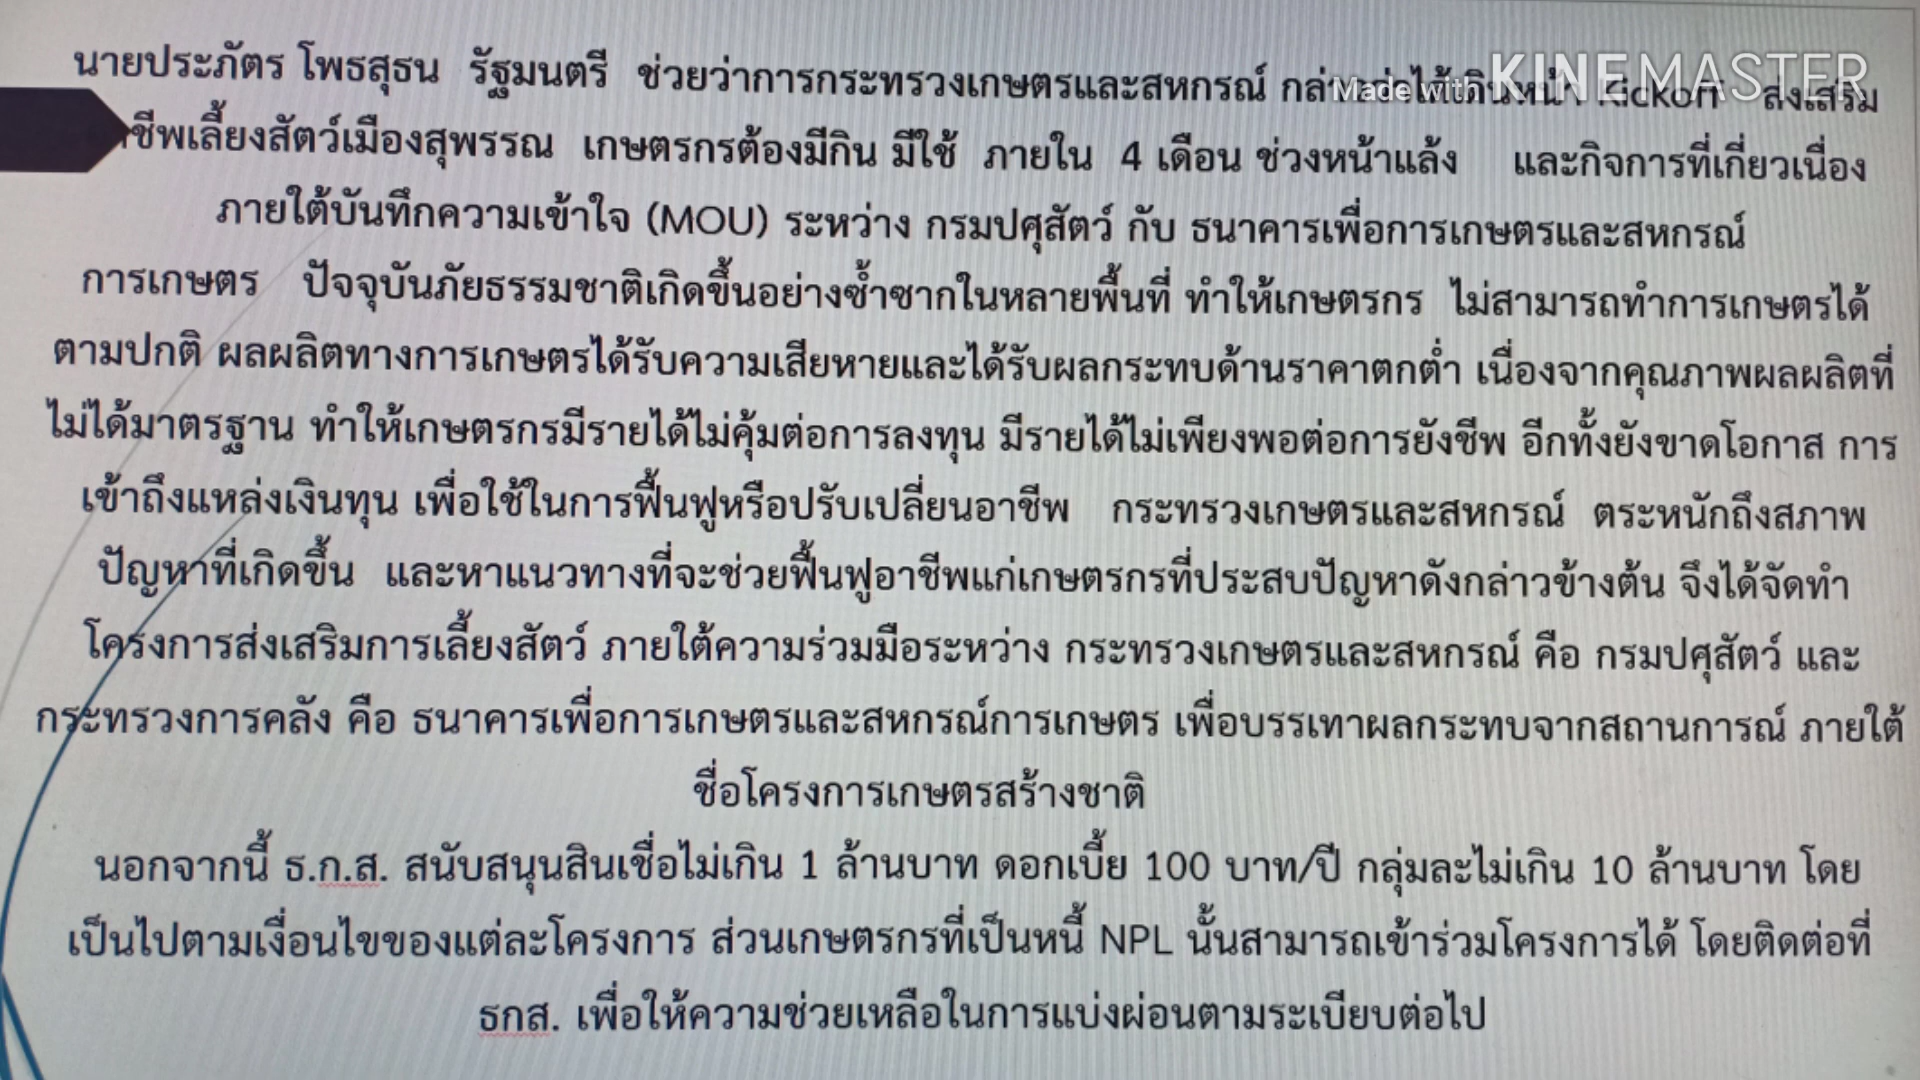 นายประภัตร โพธสุธน รัฐมนตรี ช่วยว่าการกระทรวงเกษตรและสหกรณ์ ส่งเสริม
Made with KINEMASTER
ชีพเลี้ยงสัตว์เมืองสุพรรณ เกษตรกรต้องมีกิน มีใช้ ภายใน 4 เดือน ช่วงหน้าแล้ง และกิจการที่เกี่ยวเนื่อง
ภายใต้บันทึกความเข้าใจ (MOU) ระหว่าง กรมปศุสัตว์ กับ ธนาคารเพื่อการเกษตรและสหกรณ์
การเกษตร ปัจจุบันภัยธรรมชาติเกิดขึ้นอย่างซ้ำซากในหลายพื้นที่ ทำให้เกษตรกร ไม่สามารถทำการเกษตรได้
ตามปกติ ผลผลิตทางการเกษตรได้รับความเสียหายและได้รับผลกระทบด้านราคาตกต่ำ เนื่องจากคุณภาพผลผลิตที่
ไม่ได้มาตรฐาน ทำให้เกษตรกรมีรายได้ไม่คุ้มต่อการลงทุน มีรายได้ไม่เพียงพอต่อการยังชีพ อีกทั้งยังขาดโอกาส การ
เข้าถึงแหล่งเงินทุน เพื่อใช้ในการฟื้นฟูหรือปรับเปลี่ยนอาชีพ กระทรวงเกษตรและสหกรณ์ ตระหนักถึงสภาพ
ปัญหาที่เกิดขึ้น และหาแนวทางที่จะช่วยฟื้นฟูอาชีพแก่เกษตรกรที่ประสบปัญหาดังกล่าวข้างต้น จึงได้จัดทำ
โครงการส่งเสริมการเลี้ยงสัตว์ ภายใต้ความร่วมมือระหว่าง กระทรวงเกษตรและสหกรณ์ คือ กรมปศุสัตว์ และ
กระทรวงการคลัง คือ ธนาคารเพื่อการเกษตรและสหกรณ์การเกษตร เพื่อบรรเทาผลกระทบจากสถานการณ์ ภายใต้
ชื่อโครงการเกษตรสร้างชาติ
นอกจากนี้ ธ.ก.ส. สนับสนุนสินเชื่อไม่เกิน 1 ล้านบาท ดอกเบี้ย 100 บาท/ปี กลุ่มละไม่เกิน 10 ล้านบาท โดย
เป็นไปตามเงื่อนไขของแต่ละโครงการ ส่วนเกษตรกรที่เป็นหนี้ NPL นั้นสามารถเข้าร่วมโครงการได้ โดยติดต่อที่
ธกส. เพื่อให้ความช่วยเหลือในการแบ่งผ่อนตามระเบียบต่อไป